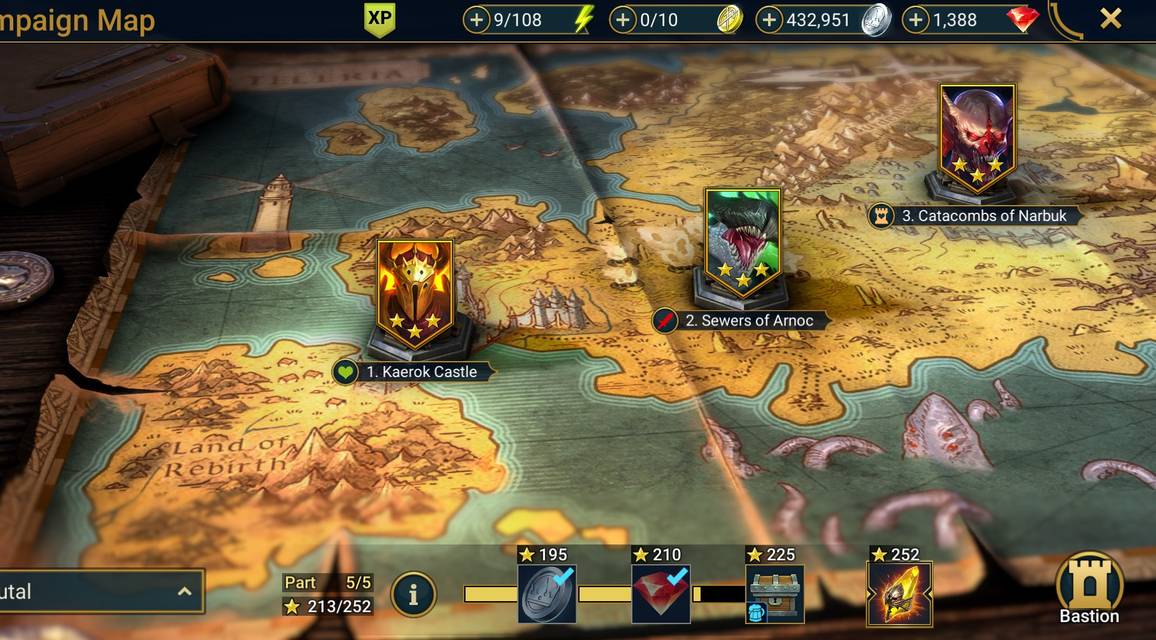 mpaign Map
XP
9/108
0/10
432,951
1,388
TELERIA
3. Catacombs of Narbuk
2. Sewers of Arnoc
1. Kaerok Castle
Land of
Rebirth
utal
Part 5/5
213/252
i
195
210
225
252
Bastion